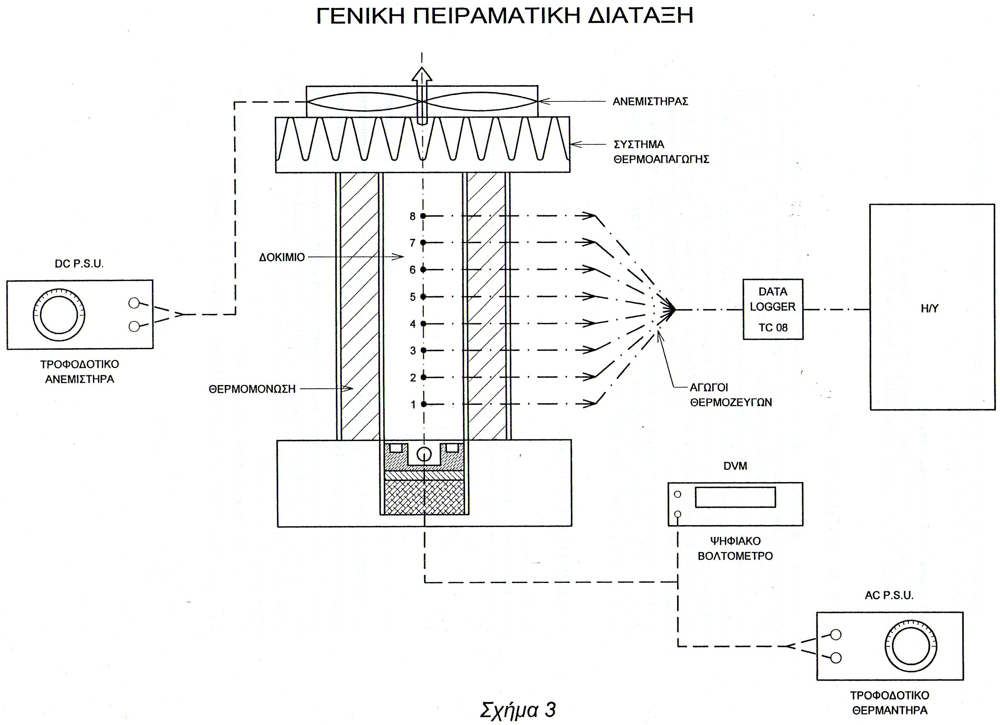 ΓΕΝΙΚΗ ΠΕΙΡΑΜΑΤΙΚΗ ΔΙΑΤΑΞΗ
ΑΝΕΜΙΣΤΗΡΑΣ
ΣΥΣΤΗΜΑ
ΘΕΡΜΟΑΠΑΓΩΓΗΣ
8
7
ΔΟΚΙΜΙΟ
6
5
4
3
2
1
DC P.S.U.
ΤΡΟΦΟΔΟΤΙΚΟ
ΑΝΕΜΙΣΤΗΡΑ
ΘΕΡΜΟΜΟΝΩΣΗ
DATA
LOGGER
TC 08
Η/Υ
ΑΓΩΓΟΙ
ΘΕΡΜΟΖΕΥΓΩΝ
DVM
ΨΗΦΙΑΚΟ
ΒΟΛΤΟΜΕΤΡΟ
AC P.S.U.
ΤΡΟΦΟΔΟΤΙΚΟ
ΘΕΡΜΑΝΤΗΡΑ
Σχήμα 3